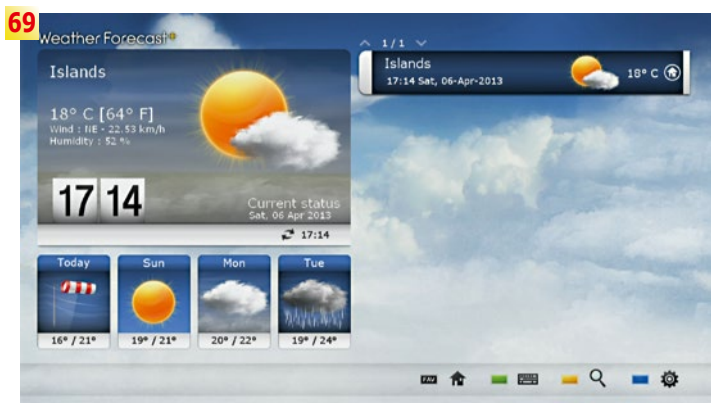 69
Weather Forecast
Islands
18° C [64° F]
Wind : NE - 22.53 km/h
Humidity : 52 %
17 14
Current status
Sat, 06 Apr 2013
17:14
Today Sun Mon Tue
16° / 21° 19° / 21° 20° / 22° 19° / 24°
1/1
Islands
17:14 Sat, 06-Apr-2013
18° C
FAV